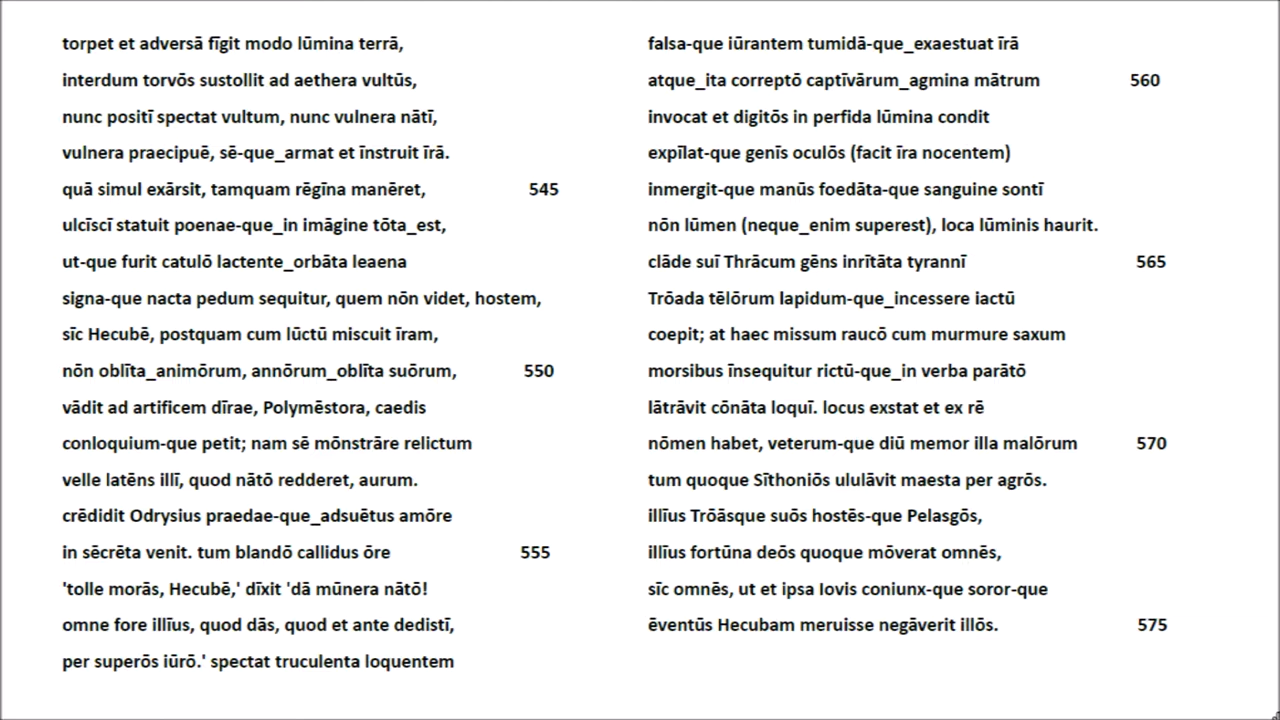 torpet et adversā fīgit modo lūmina terrā,
interdum torvōs sustollit ad aethera vultūs,
nunc positī spectat vultum, nunc vulnera nātī,
vulnera praecipuē, sē-que_armat et īnstruit īrā.
quā simul exārsit, tamquam rēgīna manēret, 545
ulcīscī statuit poenae-que_in imāgine tōta_est,
ut-que furit catulō lactente_orbāta leaena
signa-que nacta pedum sequitur, quem nōn videt, hostem,
sīc Hecubē, postquam cum lūctū miscuit īram,
nōn oblīta_animōrum, annōrum_oblīta suōrum, 550
vādit ad artificem dīrae, Polymēstora, caedis
conloquium-que petit; nam sē mōnstrāre relictum
velle latēns illī, quod nātō redderet, aurum.
crēdidit Odrysius praedae-que_adsuētus amōre
in sēcrēta venit. tum blandō callidus ōre 555
'tolle morās, Hecubē,' dīxit 'dā mūnera nātō!
omne fore illīus, quod dās, quod et ante dedistī,
per superōs iūrō.' spectat truculenta loquentem
falsa-que iūrantem tumidā-que_exaestuat īrā
atque_ita correptō captīvārum_agmina mātrum 560
invocat et digitōs in perfida lūmina condit
expīlat-que genīs oculōs (facit īra nocentem)
inmergit-que manūs foedāta-que sanguine sontī
nōn lūmen (neque_enim superest), loca lūminis haurit.
clāde suī Thrācum gēns inrītāta tyrannī 565
Trōada tēlōrum lapidum-que_incessere iactū
coepit; at haec missum raucō cum murmure saxum
morsibus īnsequitur rictū-que_in verba parātō
lātrāvit cōnāta loquī. locus exstat et ex rē
nōmen habet, veterum-que diū memor illa malōrum 570
tum quoque Sīthoniōs ululāvit maesta per agrōs.
illīus Trōāsque suōs hostēs-que Pelasgōs,
illīus fortūna deōs quoque mōverat omnēs,
sīc omnēs, ut et ipsa Iovis coniunx-que soror-que
ēventūs Hecubam meruisse negāverit illōs. 575